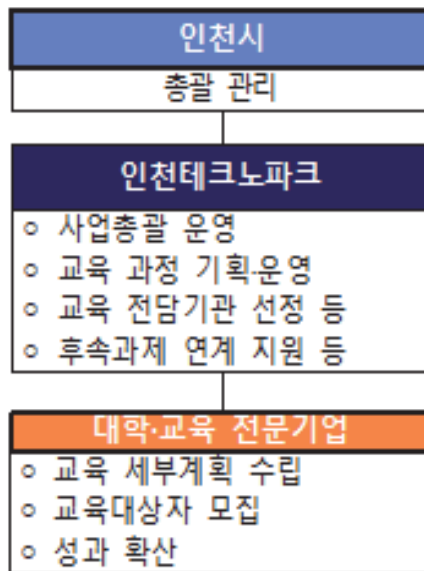 인천시
총괄 관리
인천테크노파크
○ 사업총괄 운영
○ 교육 과정 기획·운영
○ 교육 전담기관 선정 등
○ 후속과제 연계 지원 등
대학·교육 전문기업
○ 교육 세부계획 수립
○ 교육대상자 모집
○ 성과 확산